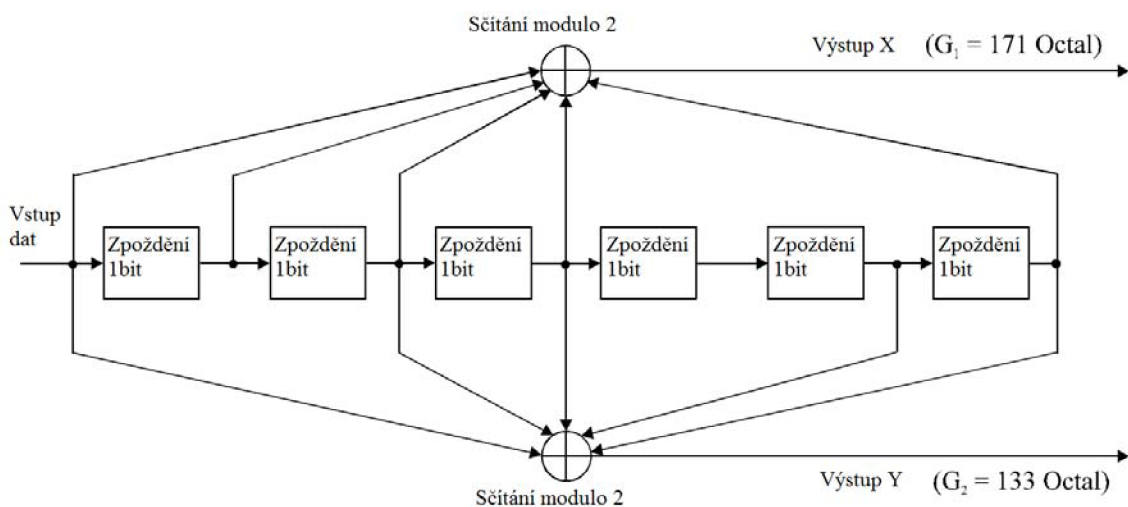 Sčítání modulo 2
Výstup X (G₁ = 171 Octal)
Vstup
dat
Zpoždění
1bit
Zpoždění
1bit
Zpoždění
1bit
Zpoždění
1bit
Zpoždění
1bit
Zpoždění
1bit
Výstup Y (G₂ = 133 Octal)
Sčítání modulo 2